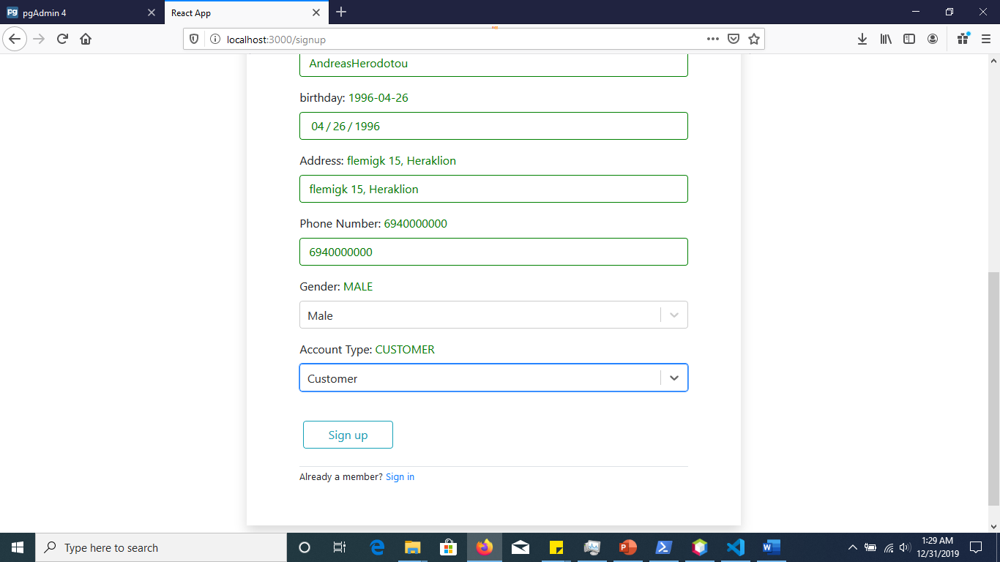 pgAdmin 4
React App
localhost:3000/signup
AndreasHerodotou
birthday: 1996-04-26
04 / 26 / 1996
Address: flemigk 15, Heraklion
flemigk 15, Heraklion
Phone Number: 6940000000
6940000000
Gender: MALE
Male
Account Type: CUSTOMER
Customer
Sign up
Already a member? Sign in
Type here to search
1:29 AM
12/31/2019